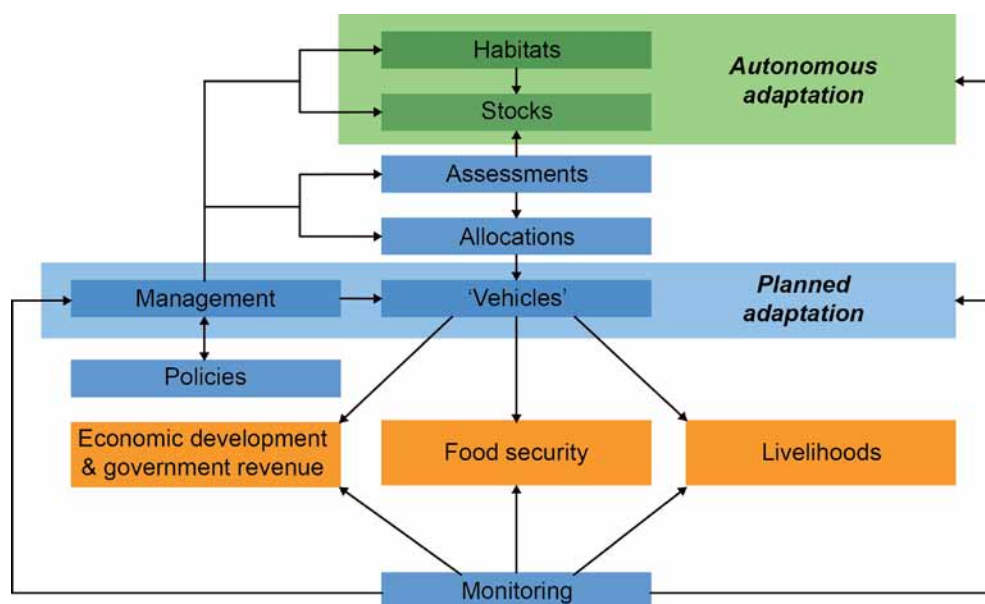 Habitats
Autonomous
adaptation
Stocks
Assessments
Allocations
Management
‘Vehicles’
Planned
adaptation
Policies
Economic development
& government revenue
Food security
Livelihoods
Monitoring